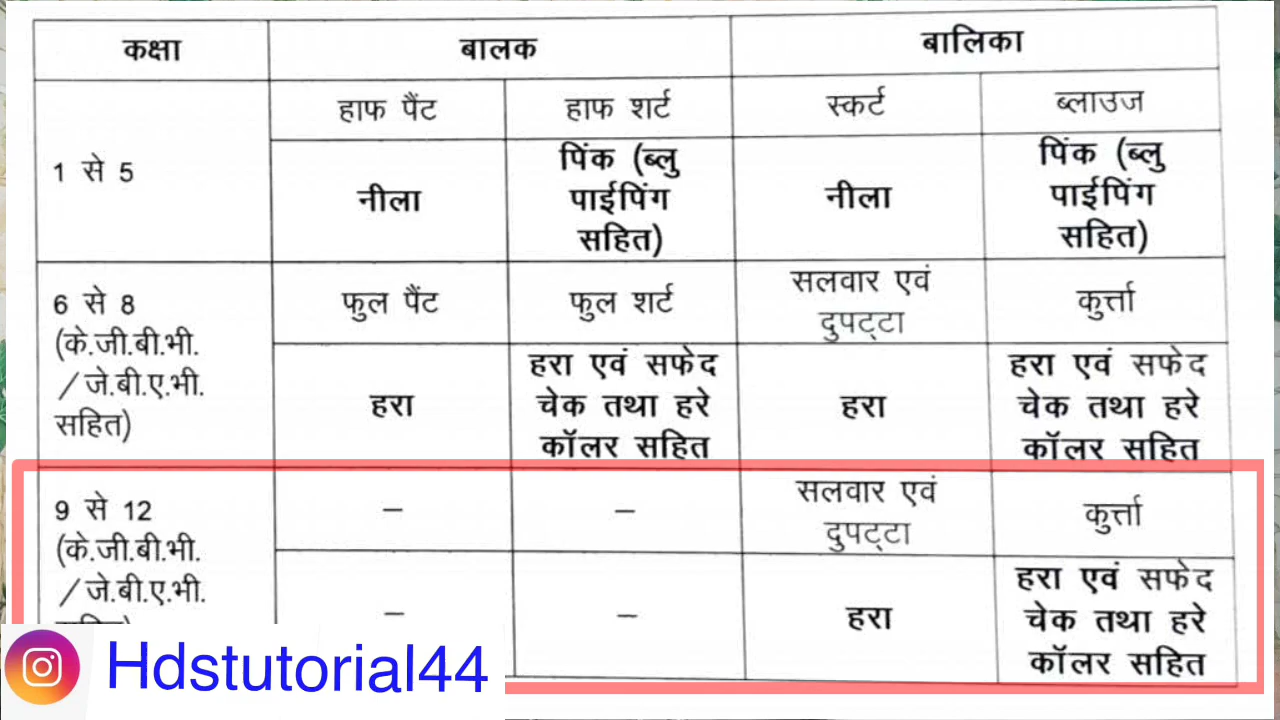 कक्षा
बालक
बालिका
1 से 5
हाफ पैंट
हाफ शर्ट
स्कर्ट
ब्लाउज
नीला
पिंक (ब्लु
पाईपिंग
सहित)
नीला
पिंक (ब्लु
पाईपिंग
सहित)
6 से 8
(के.जी.बी.भी.
/जे.बी.ए.भी.
सहित)
फुल पैंट
फुल शर्ट
सलवार एवं
दुपट्टा
कुर्त्ता
हरा
हरा एवं सफेद
चेक तथा हरे
कॉलर सहित
हरा
हरा एवं सफेद
चेक तथा हरे
कॉलर सहित
9 से 12
(के.जी.बी.भी.
/जे.बी.ए.भी.
–
–
सलवार एवं
दुपट्टा
कुर्त्ता
–
–
हरा
हरा एवं सफेद
चेक तथा हरे
कॉलर सहित
Hdstutorial44